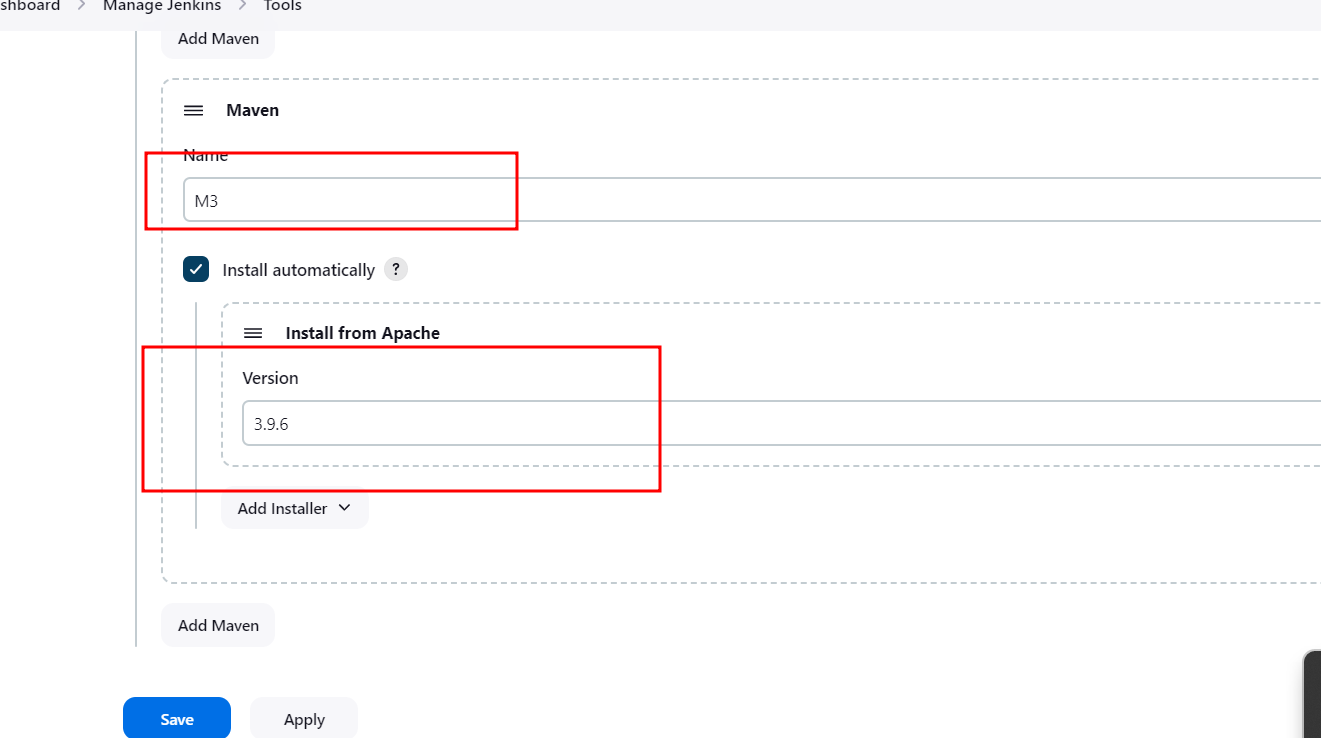 shboard > Manage Jenkins > Tools
Add Maven
Maven
Name
M3
Install automatically ?
Install from Apache
Version
3.9.6
Add Installer
Add Maven
Save Apply